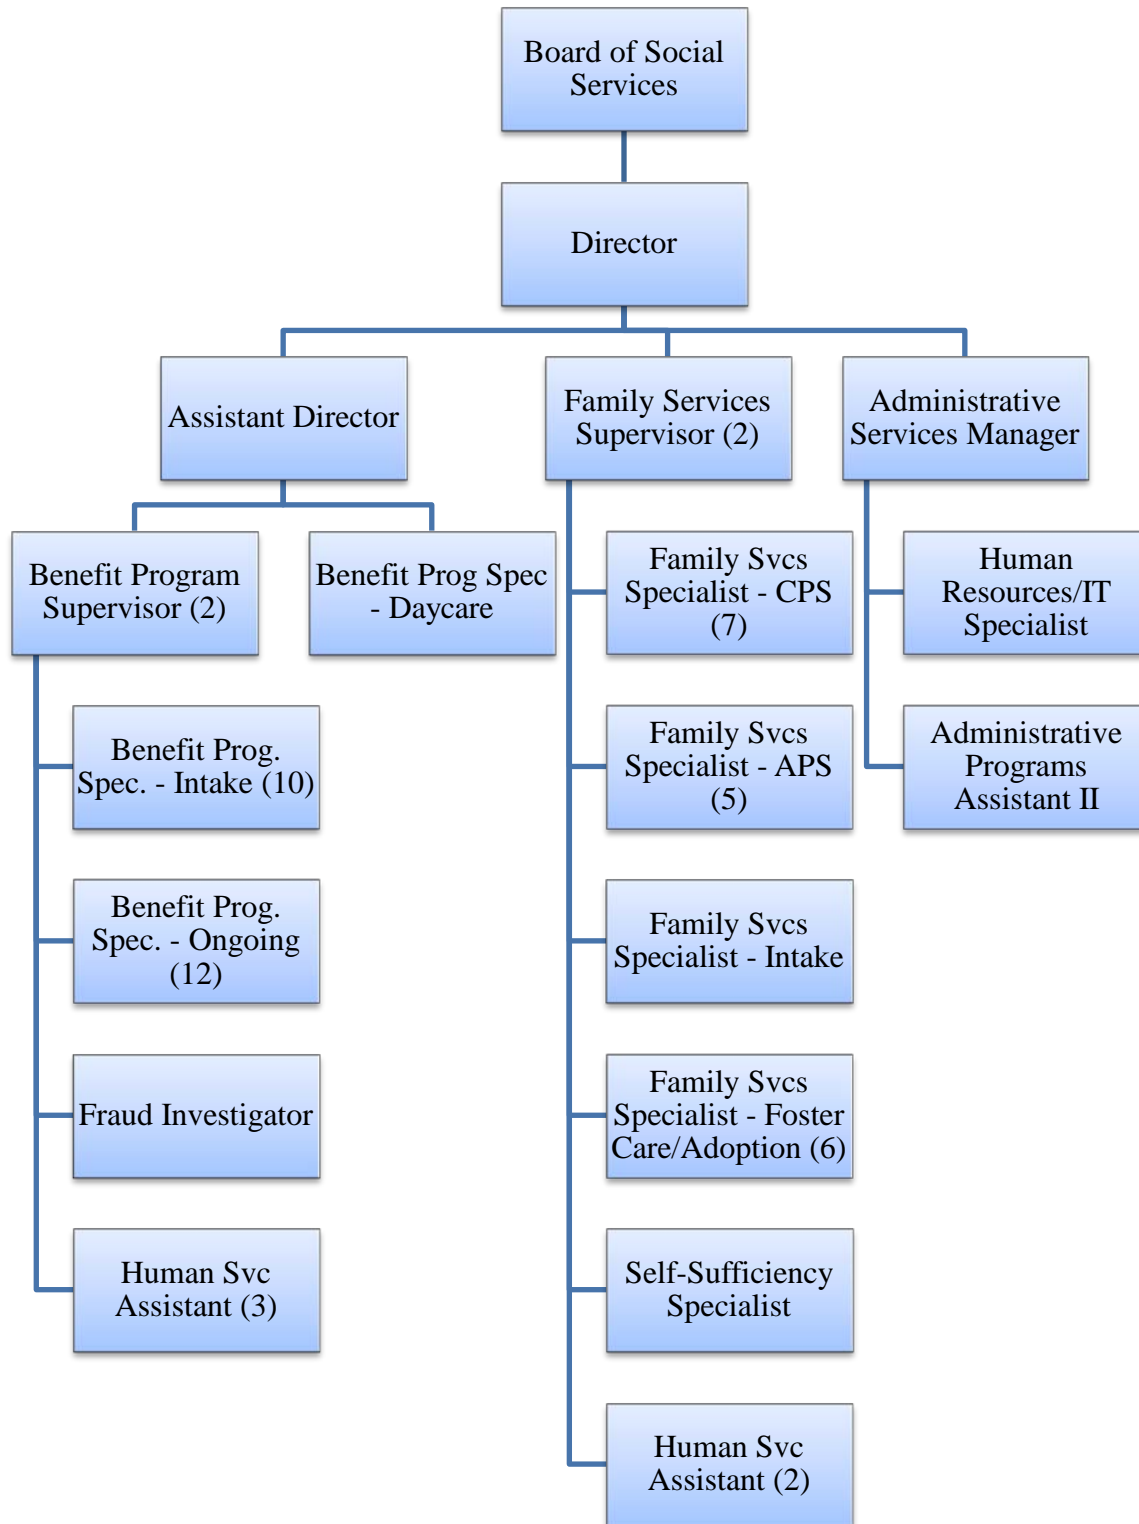 Board of Social
Services
Director
Assistant Director
Family Services
Supervisor (2)
Administrative
Services Manager
Benefit Program
Supervisor (2)
Benefit Prog Spec
- Daycare
Family Svcs
Specialist - CPS
(7)
Human
Resources/IT
Specialist
Benefit Prog.
Spec. - Intake (10)
Family Svcs
Specialist - APS
(5)
Administrative
Programs
Assistant II
Benefit Prog.
Spec. - Ongoing
(12)
Family Svcs
Specialist - Intake
Fraud Investigator
Family Svcs
Specialist - Foster
Care/Adoption (6)
Human Svc
Assistant (3)
Self-Sufficiency
Specialist
Human Svc
Assistant (2)